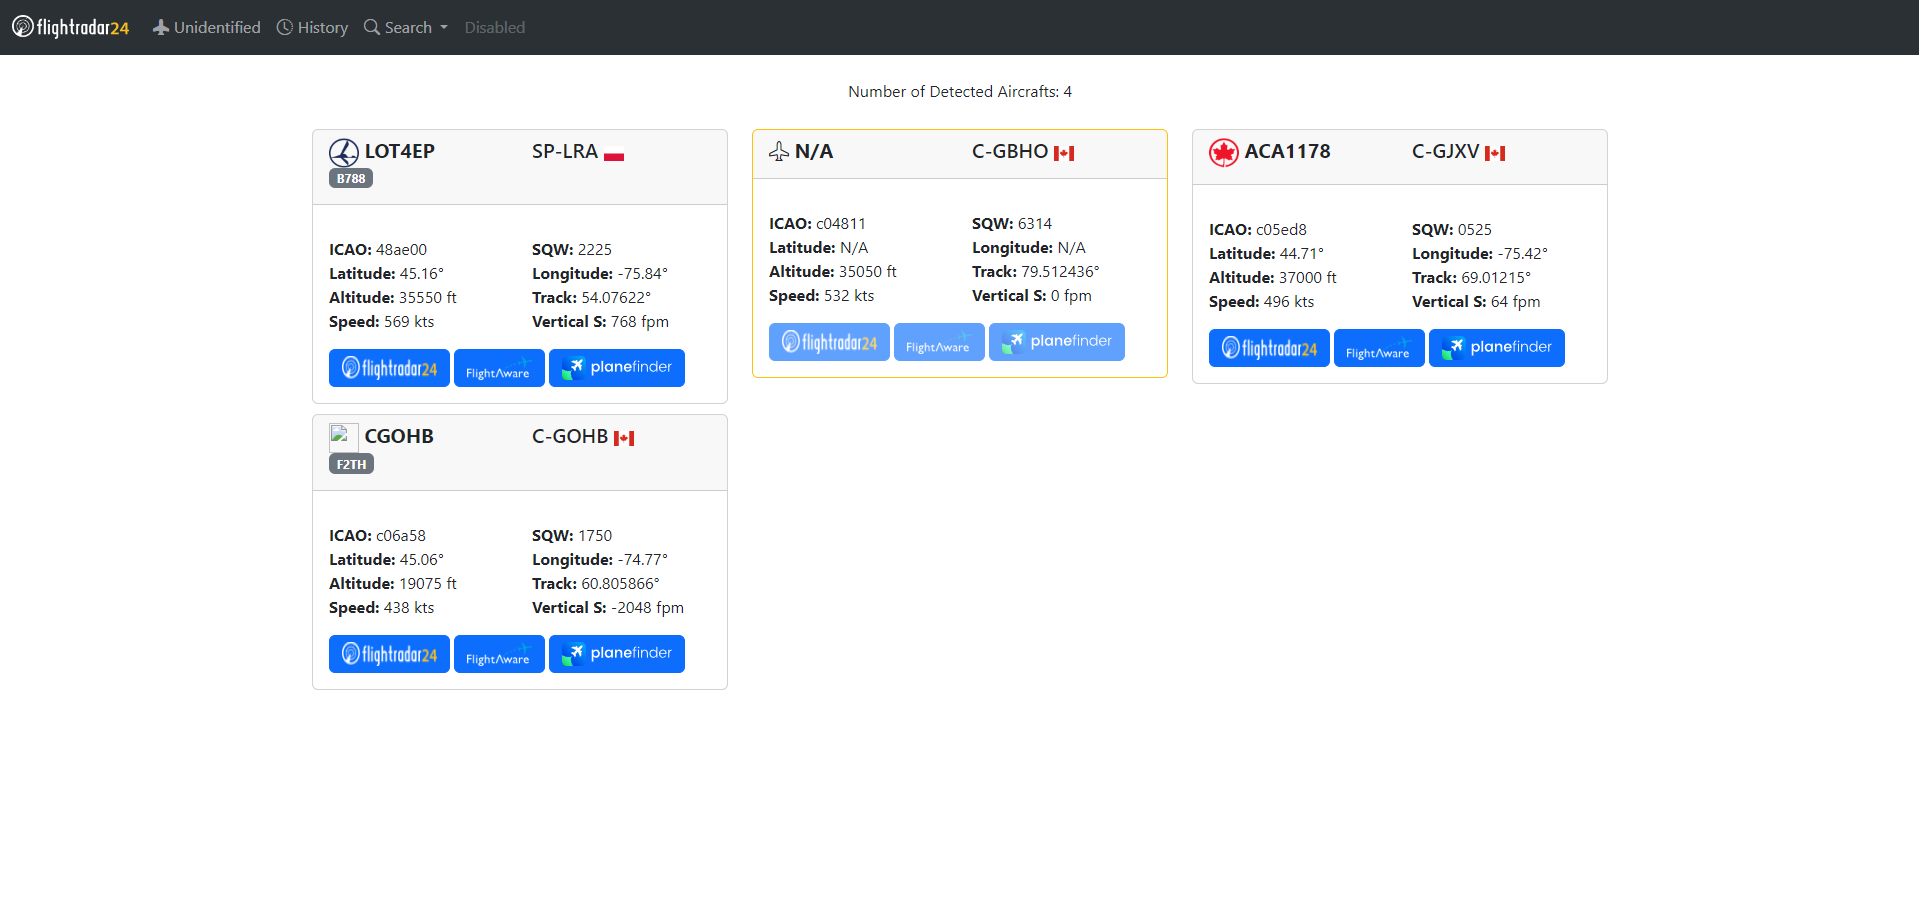 flightradar24 Unidentified History Search Disabled
Number of Detected Aircrafts: 4
LOT4EP SP-LRA
B788
ICAO: 48ae00 SQW: 2225
Latitude: 45.16° Longitude: -75.84°
Altitude: 35550 ft Track: 54.07622°
Speed: 569 kts Vertical S: 768 fpm
flightradar24 FlightAware planefinder
N/A C-GBHO
ICAO: c04811 SQW: 6314
Latitude: N/A Longitude: N/A
Altitude: 35050 ft Track: 79.512436°
Speed: 532 kts Vertical S: 0 fpm
flightradar24 FlightAware planefinder
ACA1178 C-GJXV
ICAO: c05ed8 SQW: 0525
Latitude: 44.71° Longitude: -75.42°
Altitude: 37000 ft Track: 69.01215°
Speed: 496 kts Vertical S: 64 fpm
flightradar24 FlightAware planefinder
CGOHB C-GOHB
F2TH
ICAO: c06a58 SQW: 1750
Latitude: 45.06° Longitude: -74.77°
Altitude: 19075 ft Track: 60.805866°
Speed: 438 kts Vertical S: -2048 fpm
flightradar24 FlightAware planefinder